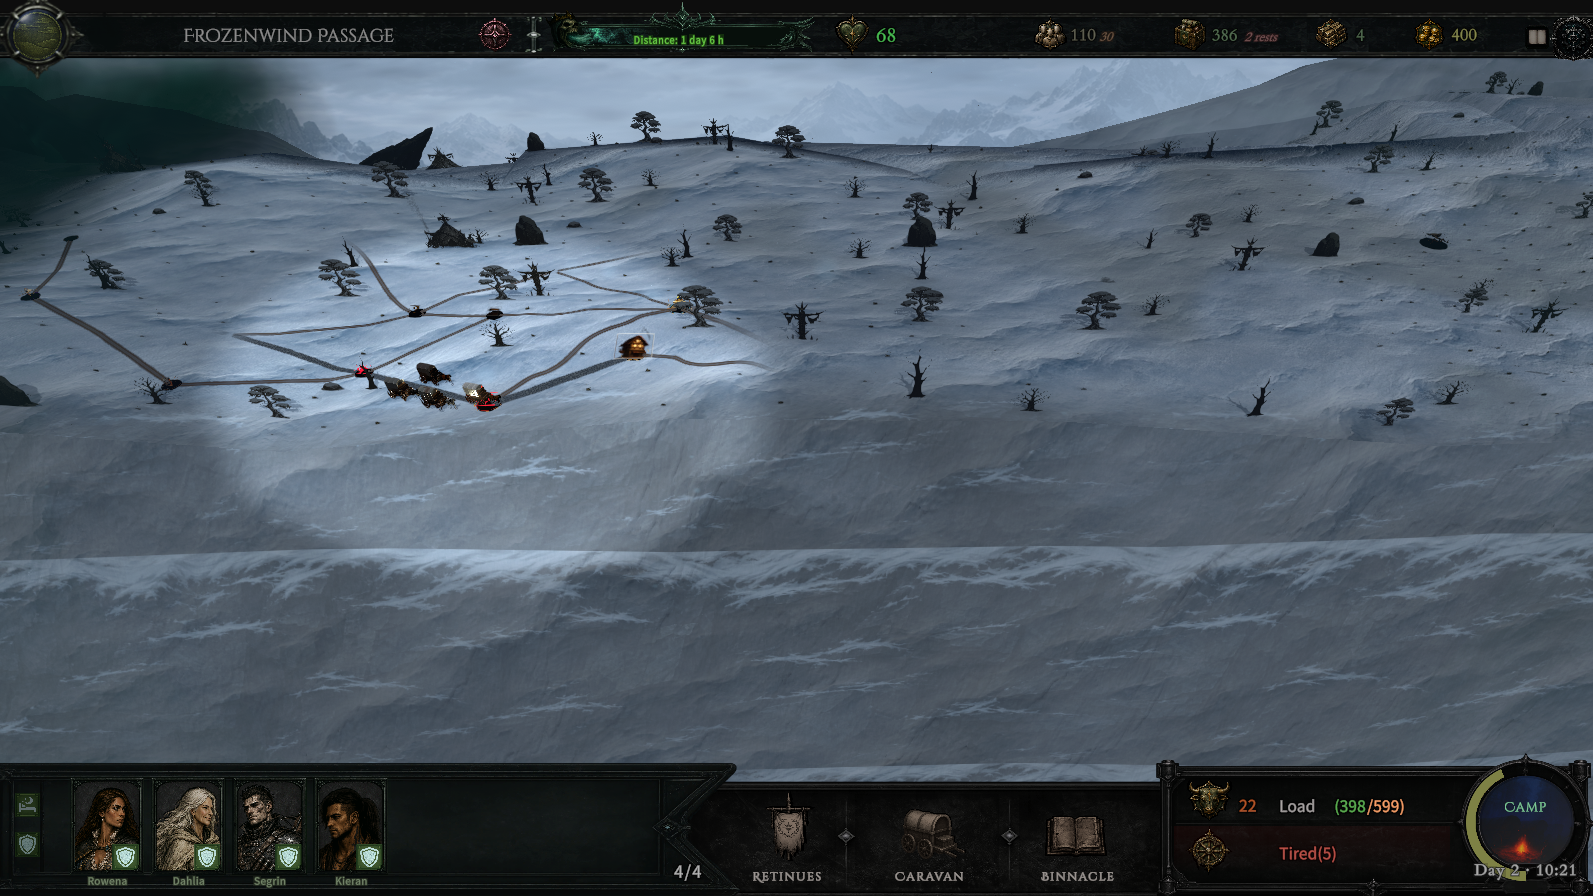 FROZENWIND PASSAGE
Distance: 1 day 6 h
68
110 30
386 2 rests
4
400
Rowena
Dahlia
Segrin
Kieran
4/4
RETINUES
CARAVAN
BINNACLE
22 Load (398/599)
Tired(5)
CAMP
Day 2 · 10:21